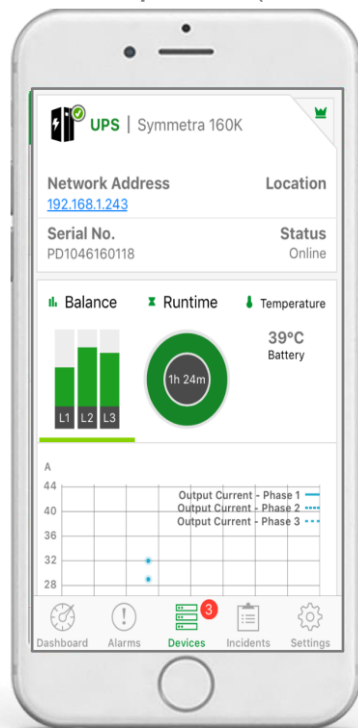 UPS | Symmetra 160K
Network Address Location
192.168.1.243
Serial No. Status
PD1046160118 Online
Balance Runtime Temperature
39°C
Battery
1h 24m
L1 L2 L3
A
44
Output Current - Phase 1
40
Output Current - Phase 2
Output Current - Phase 3
36
32
28
3
Dashboard Alarms Devices Incidents Settings